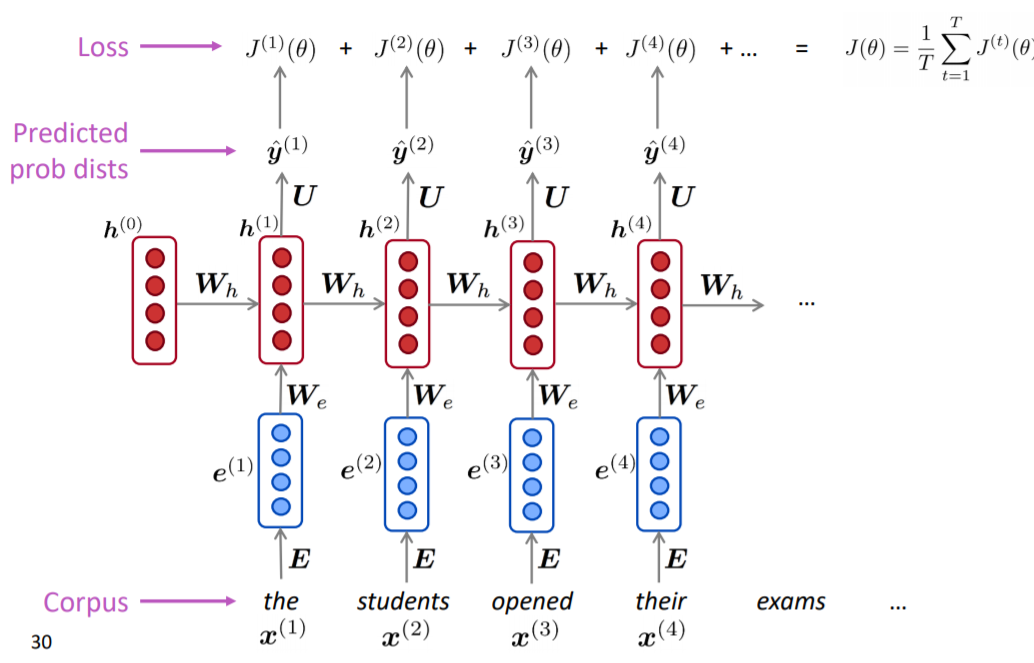 Loss J^{(1)}(θ) + J^{(2)}(θ) + J^{(3)}(θ) + J^{(4)}(θ) + ... = J(θ) = \frac{1}{T} \sum_{t=1}^{T} J^{(t)}(θ)
Predicted
prob dists
ŷ^{(1)} ŷ^{(2)} ŷ^{(3)} ŷ^{(4)}
U U U U
h^{(0)} h^{(1)} h^{(2)} h^{(3)} h^{(4)}
W_h W_h W_h W_h W_h ...
W_e W_e W_e W_e
e^{(1)} e^{(2)} e^{(3)} e^{(4)}
E E E E
Corpus the students opened their exams ...
x^{(1)} x^{(2)} x^{(3)} x^{(4)}
30